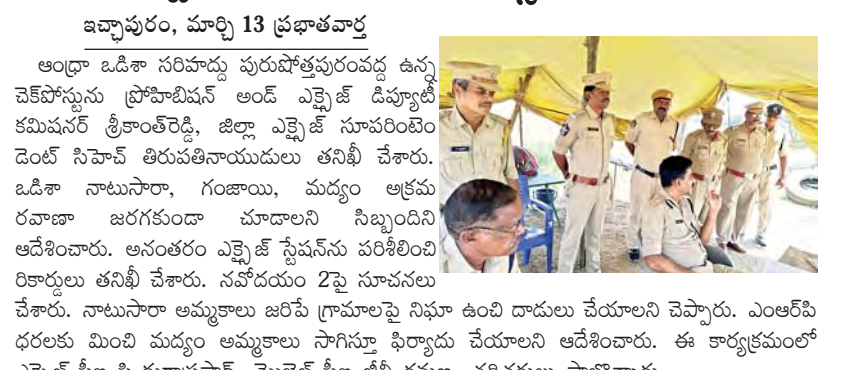 ఇచ్ఛాపురం, మార్చి 13 ప్రభాతవార్త
ఆంధ్రా ఒడిశా సరిహద్దు పురుషోత్తపురంవద్ద ఉన్న
చెక్‌పోస్టును ప్రోహిబిషన్ అండ్ ఎక్సైజ్ డిప్యూటీ
కమిషనర్ శ్రీకాంత్‌రెడ్డి, జిల్లా ఎక్సైజ్ సూపరింటెం
డెంట్ సిహెచ్ తిరుపతినాయుడులు తనిఖీ చేశారు.
ఒడిశా నాటుసారా, గంజాయి, మద్యం అక్రమ
రవాణా జరగకుండా చూడాలని సిబ్బందిని
ఆదేశించారు. అనంతరం ఎక్సైజ్ స్టేషన్‌ను పరిశీలించి
రికార్డులు తనిఖీ చేశారు. నవోదయం 2పై సూచనలు
చేశారు. నాటుసారా అమ్మకాలు జరిపే గ్రామాలపై నిఘా ఉంచి దాడులు చేయాలని చెప్పారు. ఎంఆర్‌పి
ధరలకు మించి మద్యం అమ్మకాలు సాగిస్తూ ఫిర్యాదు చేయాలని ఆదేశించారు. ఈ కార్యక్రమంలో